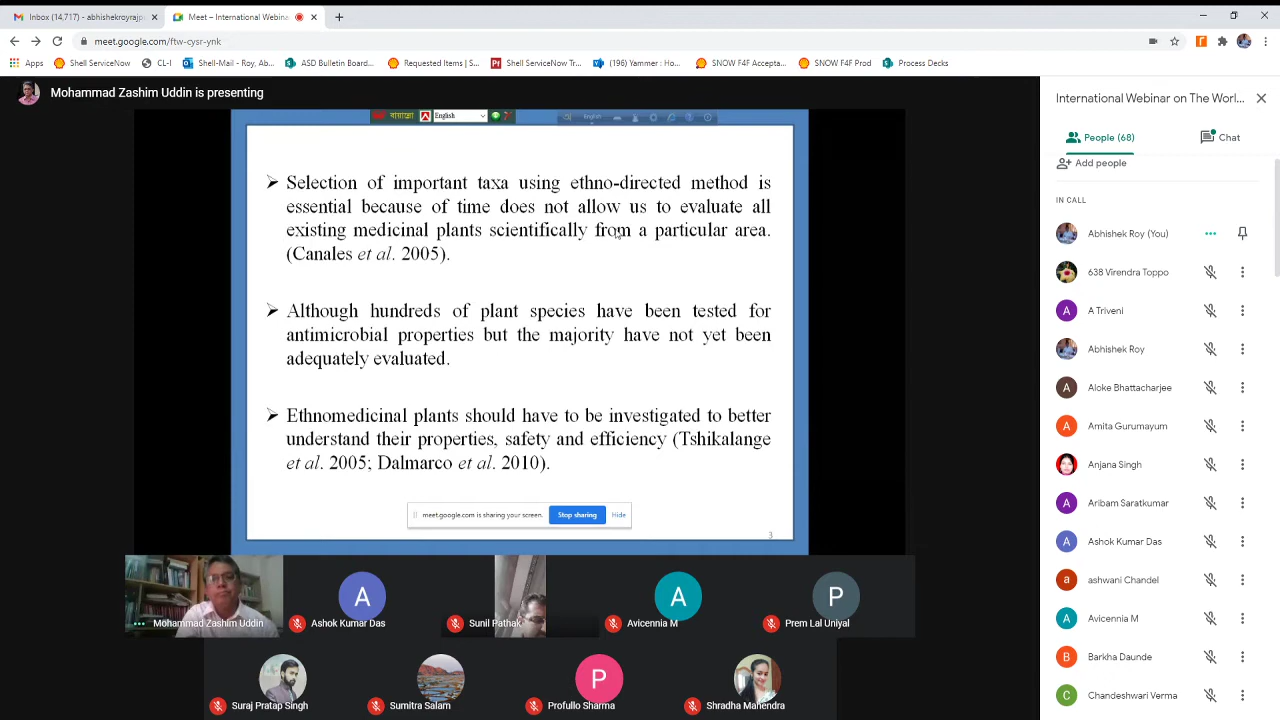 Inbox (14,717) - abhishekroyrajp
Meet – International Webina
meet.google.com/ftw-cysr-ynk
Apps
Shell ServiceNow
CL-I
Shell-Mail - Roy, Ab...
ASD Bulletin Board...
Requested Items | S...
Shell ServiceNow Tr...
(196) Yammer : Ho...
SNOW F4F Accepta...
SNOW F4F Prod
Process Decks
Mohammad Zashim Uddin is presenting
English
English
Selection of important taxa using ethno-directed method is
essential because of time does not allow us to evaluate all
existing medicinal plants scientifically from a particular area.
(Canales et al. 2005).
Although hundreds of plant species have been tested for
antimicrobial properties but the majority have not yet been
adequately evaluated.
Ethnomedicinal plants should have to be investigated to better
understand their properties, safety and efficiency (Tshikalange
et al. 2005; Dalmarco et al. 2010).
meet.google.com is sharing your screen.
Stop sharing
Hide
3
Mohammad Zashim Uddin
A
Ashok Kumar Das
Sunil Pathak
A
Avicennia M
P
Prem Lal Uniyal
Suraj Pratap Singh
Sumitra Salam
P
Profullo Sharma
Shradha Mahendra
International Webinar on The Worl...
People (68)
Chat
Add people
IN CALL
Abhishek Roy (You)
638 Virendra Toppo
A
A Triveni
Abhishek Roy
A
Aloke Bhattacharjee
A
Amita Gurumayum
Anjana Singh
A
Aribam Saratkumar
A
Ashok Kumar Das
a
ashwani Chandel
A
Avicennia M
B
Barkha Daunde
C
Chandeshwari Verma